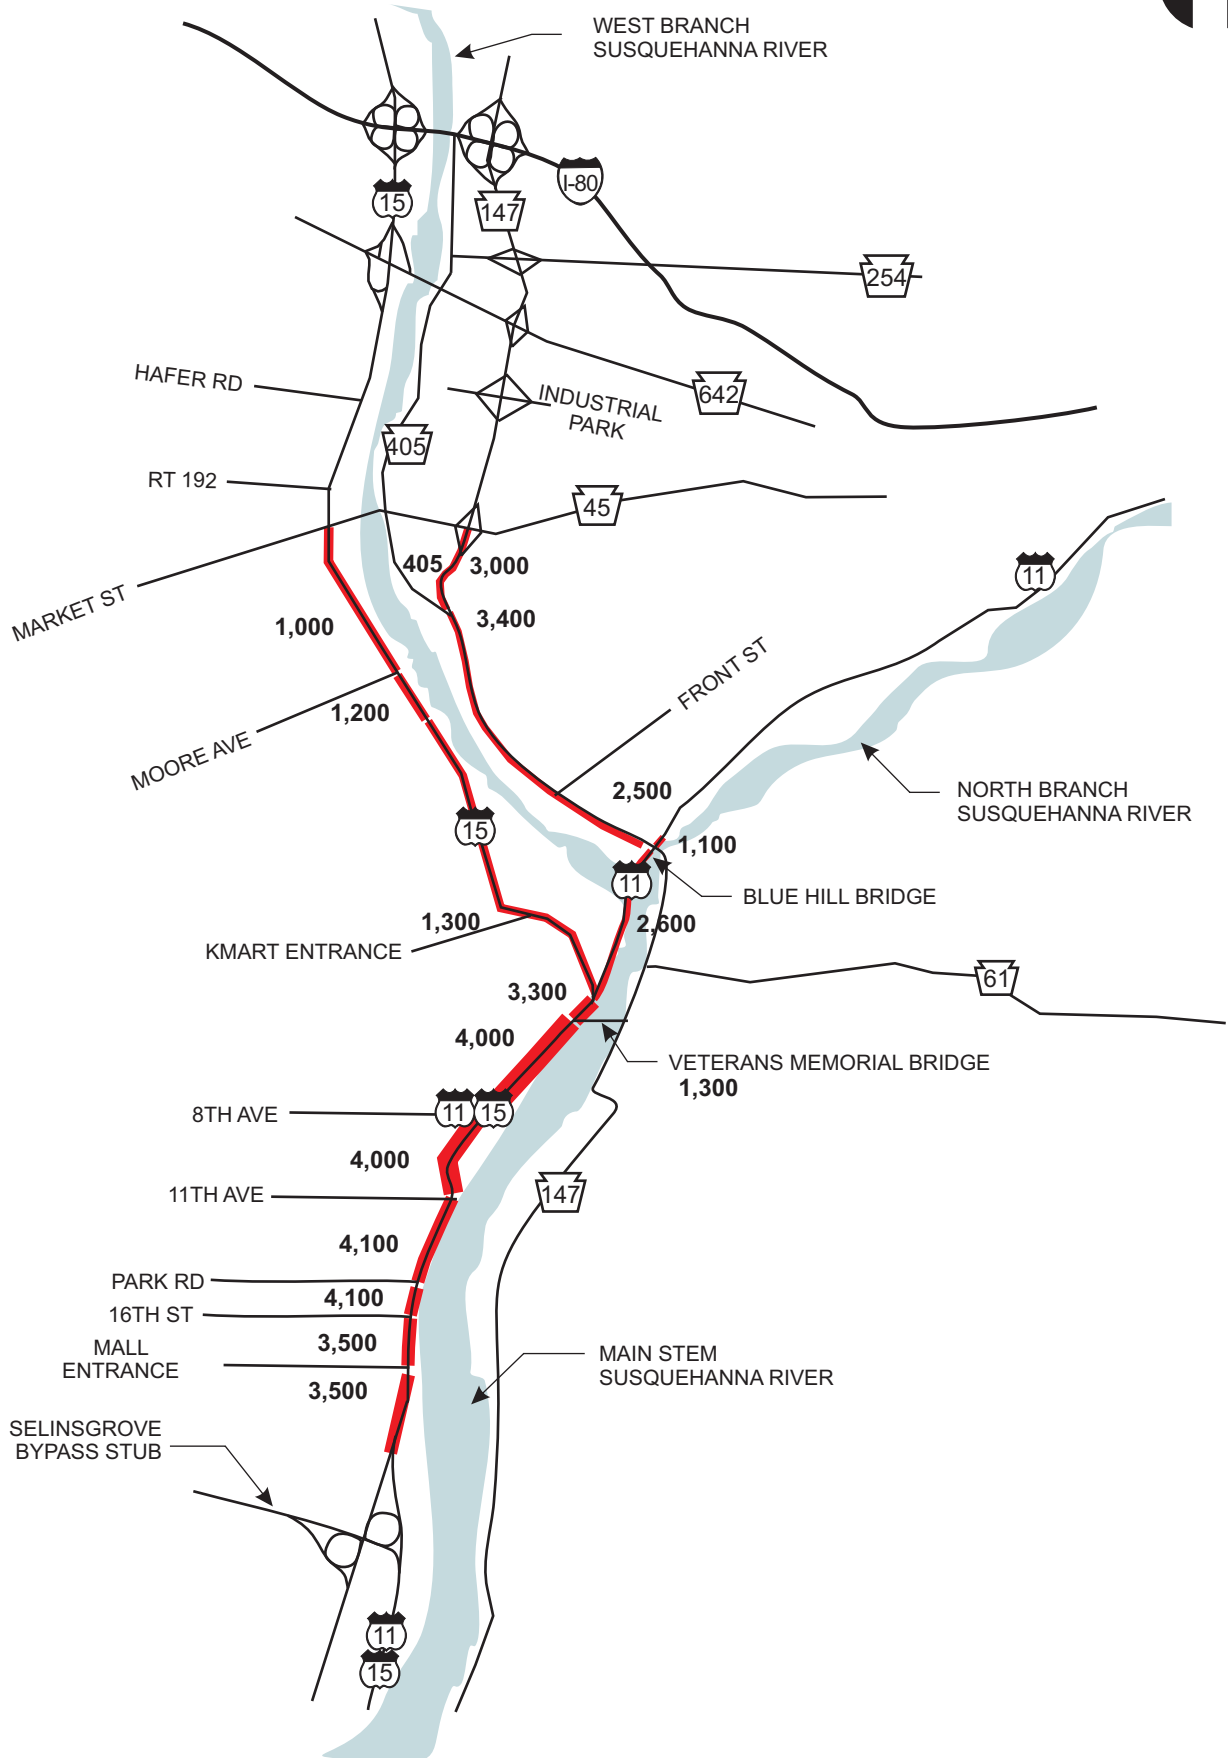 WEST BRANCH
SUSQUEHANNA RIVER
I-80
15
147
254
HAFER RD
INDUSTRIAL
PARK
642
405
RT 192
45
MARKET ST
405
3,000
11
1,000
3,400
FRONT ST
MOORE AVE
1,200
2,500
NORTH BRANCH
SUSQUEHANNA RIVER
15
1,100
11
BLUE HILL BRIDGE
1,300
2,600
KMART ENTRANCE
61
3,300
4,000
VETERANS MEMORIAL BRIDGE
1,300
8TH AVE
11
15
4,000
11TH AVE
147
4,100
PARK RD
4,100
16TH ST
3,500
MALL
ENTRANCE
3,500
MAIN STEM
SUSQUEHANNA RIVER
SELINSGROVE
BYPASS STUB
11
15